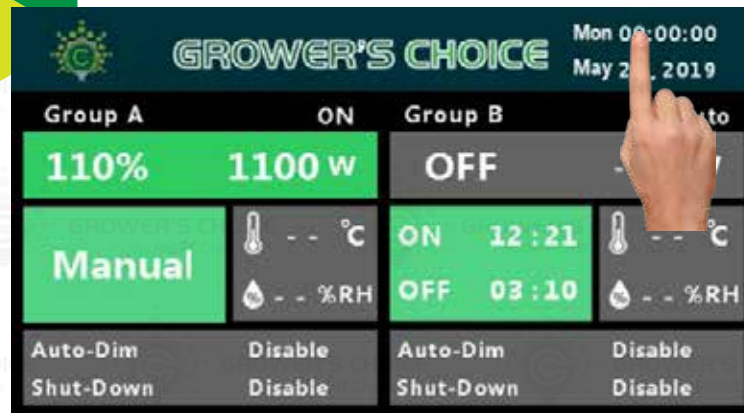 GROWER'S CHOICE
Mon 00:00:00
May 2, 2019
Group A ON
Group B
110% 1100 W
OFF
Manual
-- °C
-- %RH
ON 12:21
OFF 03:10
-- °C
-- %RH
Auto-Dim Disable
Shut-Down Disable
Auto-Dim Disable
Shut-Down Disable